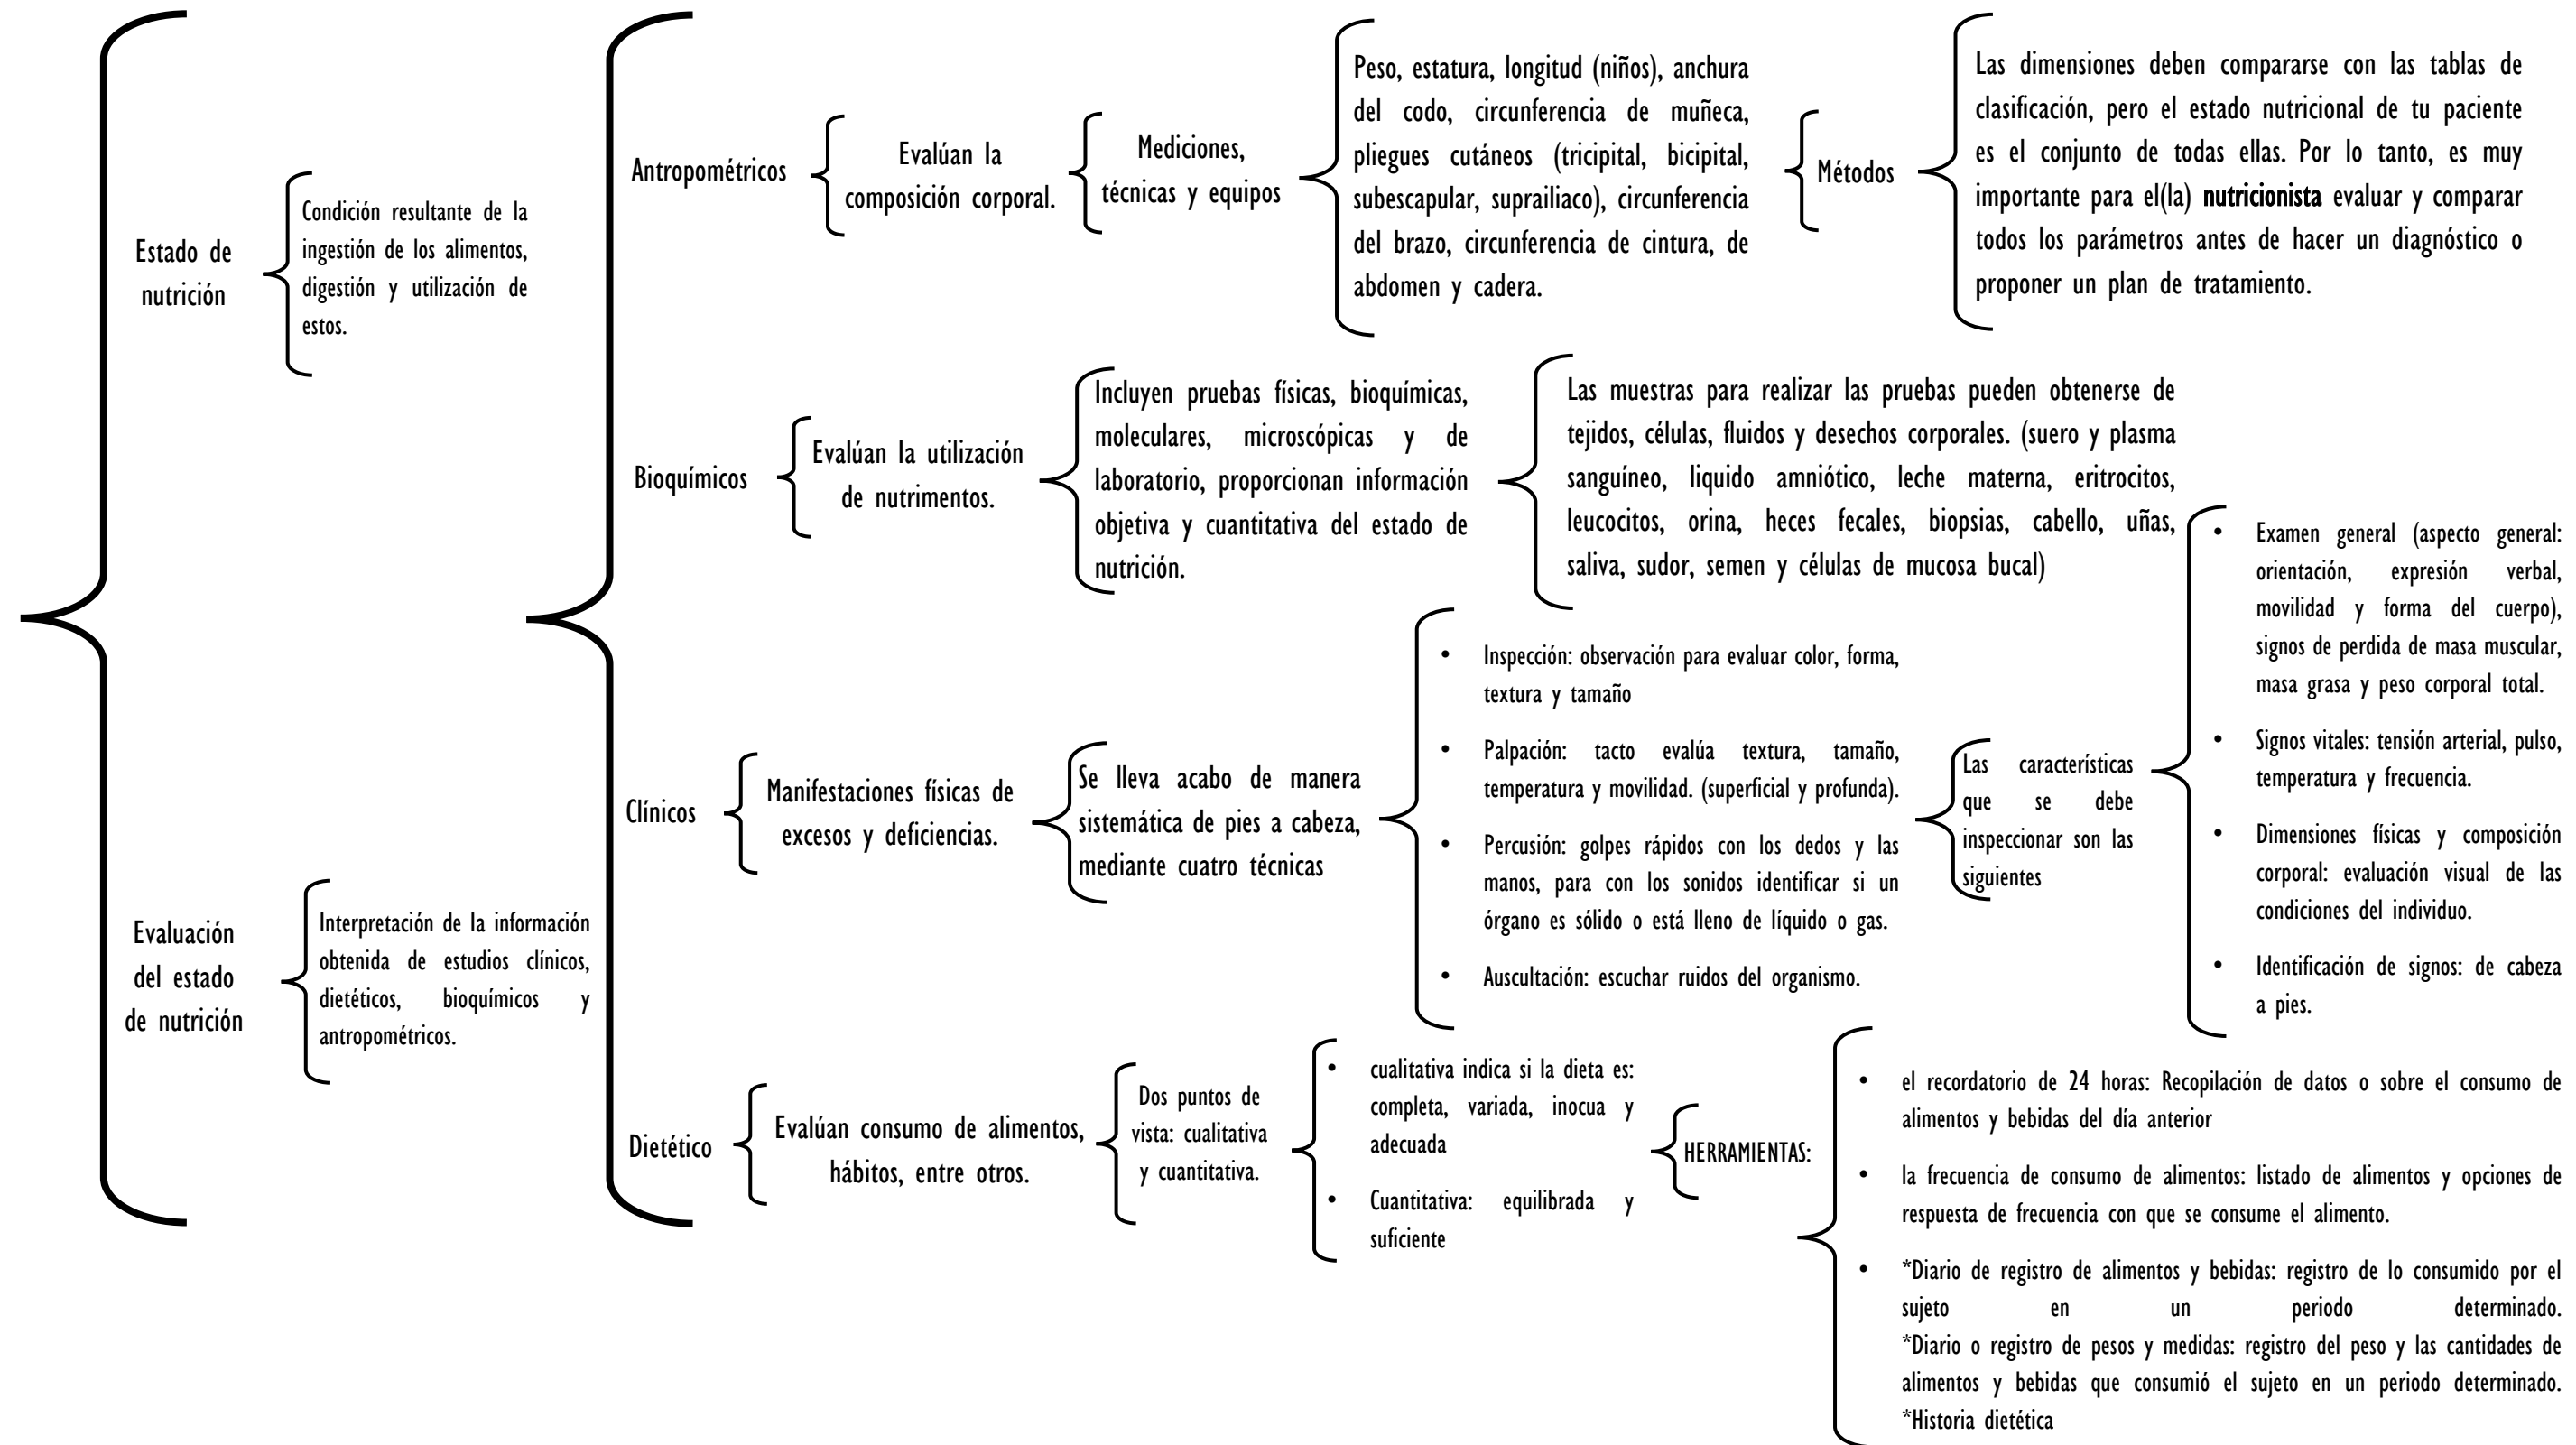 Estado de
nutrición
Condición resultante de la
ingestión de los alimentos,
digestión y utilización de
estos.
Evaluación
del estado
de nutrición
Interpretación de la información
obtenida de estudios clínicos,
dietéticos, bioquímicos y
antropométricos.
Antropométricos
Evalúan la
composición corporal.
Mediciones,
técnicas y equipos
Peso, estatura, longitud (niños), anchura
del codo, circunferencia de muñeca,
pliegues cutáneos (tricipital, bicipital,
subescapular, suprailiaco), circunferencia
del brazo, circunferencia de cintura, de
abdomen y cadera.
Métodos
Las dimensiones deben compararse con las tablas de
clasificación, pero el estado nutricional de tu paciente
es el conjunto de todas ellas. Por lo tanto, es muy
importante para el(la) nutricionista evaluar y comparar
todos los parámetros antes de hacer un diagnóstico o
proponer un plan de tratamiento.
Bioquímicos
Evalúan la utilización
de nutrimentos.
Incluyen pruebas físicas, bioquímicas,
moleculares, microscópicas y de
laboratorio, proporcionan información
objetiva y cuantitativa del estado de
nutrición.
Las muestras para realizar las pruebas pueden obtenerse de
tejidos, células, fluidos y desechos corporales. (suero y plasma
sanguíneo, liquido amniótico, leche materna, eritrocitos,
leucocitos, orina, heces fecales, biopsias, cabello, uñas,
saliva, sudor, semen y células de mucosa bucal)
Clínicos
Manifestaciones físicas de
excesos y deficiencias.
Se lleva acabo de manera
sistemática de pies a cabeza,
mediante cuatro técnicas
• Inspección: observación para evaluar color, forma,
textura y tamaño
• Palpación: tacto evalúa textura, tamaño,
temperatura y movilidad. (superficial y profunda).
• Percusión: golpes rápidos con los dedos y las
manos, para con los sonidos identificar si un
órgano es sólido o está lleno de líquido o gas.
• Auscultación: escuchar ruidos del organismo.
Las características
que se debe
inspeccionar son las
siguientes
• Examen general (aspecto general:
orientación, expresión verbal,
movilidad y forma del cuerpo),
signos de perdida de masa muscular,
masa grasa y peso corporal total.
• Signos vitales: tensión arterial, pulso,
temperatura y frecuencia.
• Dimensiones físicas y composición
corporal: evaluación visual de las
condiciones del individuo.
• Identificación de signos: de cabeza
a pies.
Dietético
Evalúan consumo de alimentos,
hábitos, entre otros.
Dos puntos de
vista: cualitativa
y cuantitativa.
• cualitativa indica si la dieta es:
completa, variada, inocua y
adecuada
• Cuantitativa: equilibrada y
suficiente
HERRAMIENTAS:
• el recordatorio de 24 horas: Recopilación de datos o sobre el consumo de
alimentos y bebidas del día anterior
• la frecuencia de consumo de alimentos: listado de alimentos y opciones de
respuesta de frecuencia con que se consume el alimento.
• *Diario de registro de alimentos y bebidas: registro de lo consumido por el
sujeto en un periodo determinado.
*Diario o registro de pesos y medidas: registro del peso y las cantidades de
alimentos y bebidas que consumió el sujeto en un periodo determinado.
*Historia dietética